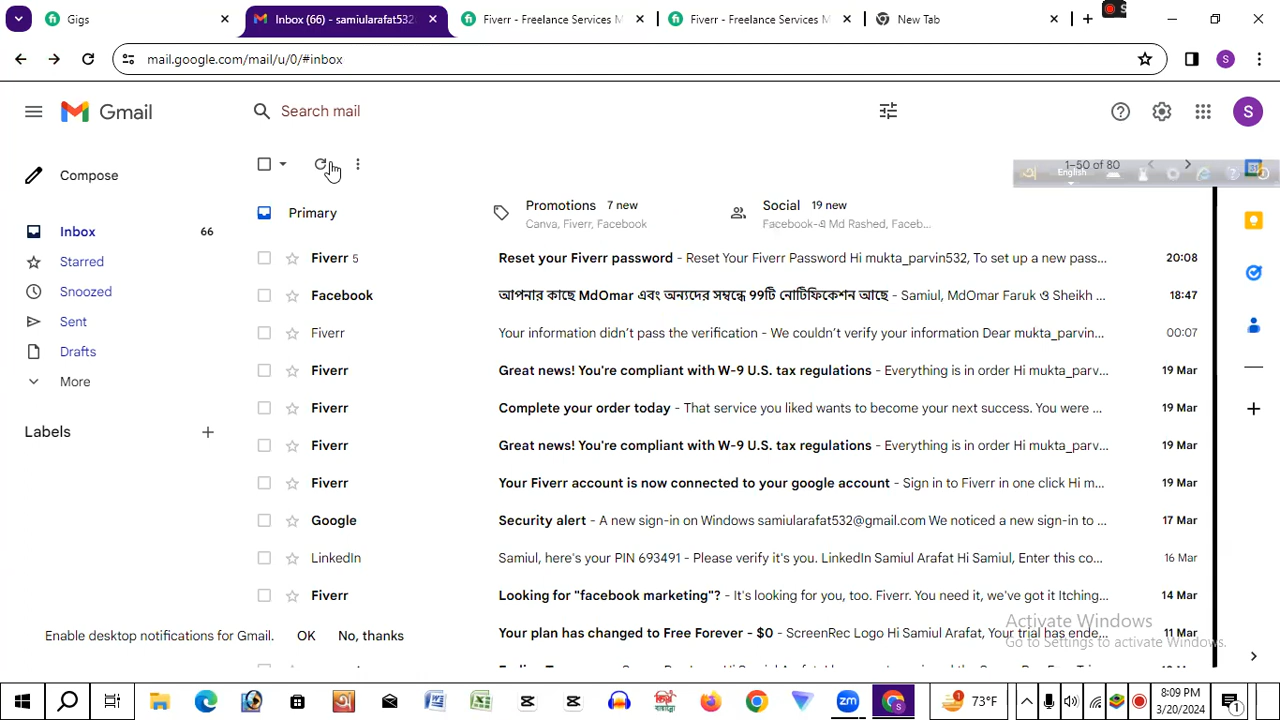 Gigs
Inbox (66) - samiularafat532
Fiverr - Freelance Services M
Fiverr - Freelance Services M
New Tab
S
mail.google.com/mail/u/0/#inbox
S
Gmail
Search mail
S
Compose
1–50 of 80
English
Primary
Promotions 7 new
Canva, Fiverr, Facebook
Social 19 new
Facebook-এ Md Rashed, Faceb...
Inbox 66
Starred
Snoozed
Sent
Drafts
More
Labels
Fiverr 5 Reset your Fiverr password - Reset Your Fiverr Password Hi mukta_parvin532, To set up a new pass... 20:08
Facebook আপনার কাছে MdOmar এবং অন্যদের সম্বন্ধে 99টি নোটিফিকেশন আছে - Samiul, MdOmar Faruk ও Sheikh ... 18:47
Fiverr Your information didn't pass the verification - We couldn't verify your information Dear mukta_parvin... 00:07
Fiverr Great news! You're compliant with W-9 U.S. tax regulations - Everything is in order Hi mukta_parv... 19 Mar
Fiverr Complete your order today - That service you liked wants to become your next success. You were ... 19 Mar
Fiverr Great news! You're compliant with W-9 U.S. tax regulations - Everything is in order Hi mukta_parv... 19 Mar
Fiverr Your Fiverr account is now connected to your google account - Sign in to Fiverr in one click Hi m... 19 Mar
Google Security alert - A new sign-in on Windows samiularafat532@gmail.com We noticed a new sign-in to ... 17 Mar
LinkedIn Samiul, here's your PIN 693491 - Please verify it's you. LinkedIn Samiul Arafat Hi Samiul, Enter this co... 16 Mar
Fiverr Looking for "facebook marketing"? - It's looking for you, too. Fiverr. You need it, we've got it Itching... 14 Mar
Your plan has changed to Free Forever - $0 - ScreenRec Logo Hi Samiul Arafat, Your trial has ende... 11 Mar
Enable desktop notifications for Gmail. OK No, thanks
Activate Windows
Go to Settings to activate Windows.
73°F
8:09 PM
3/20/2024